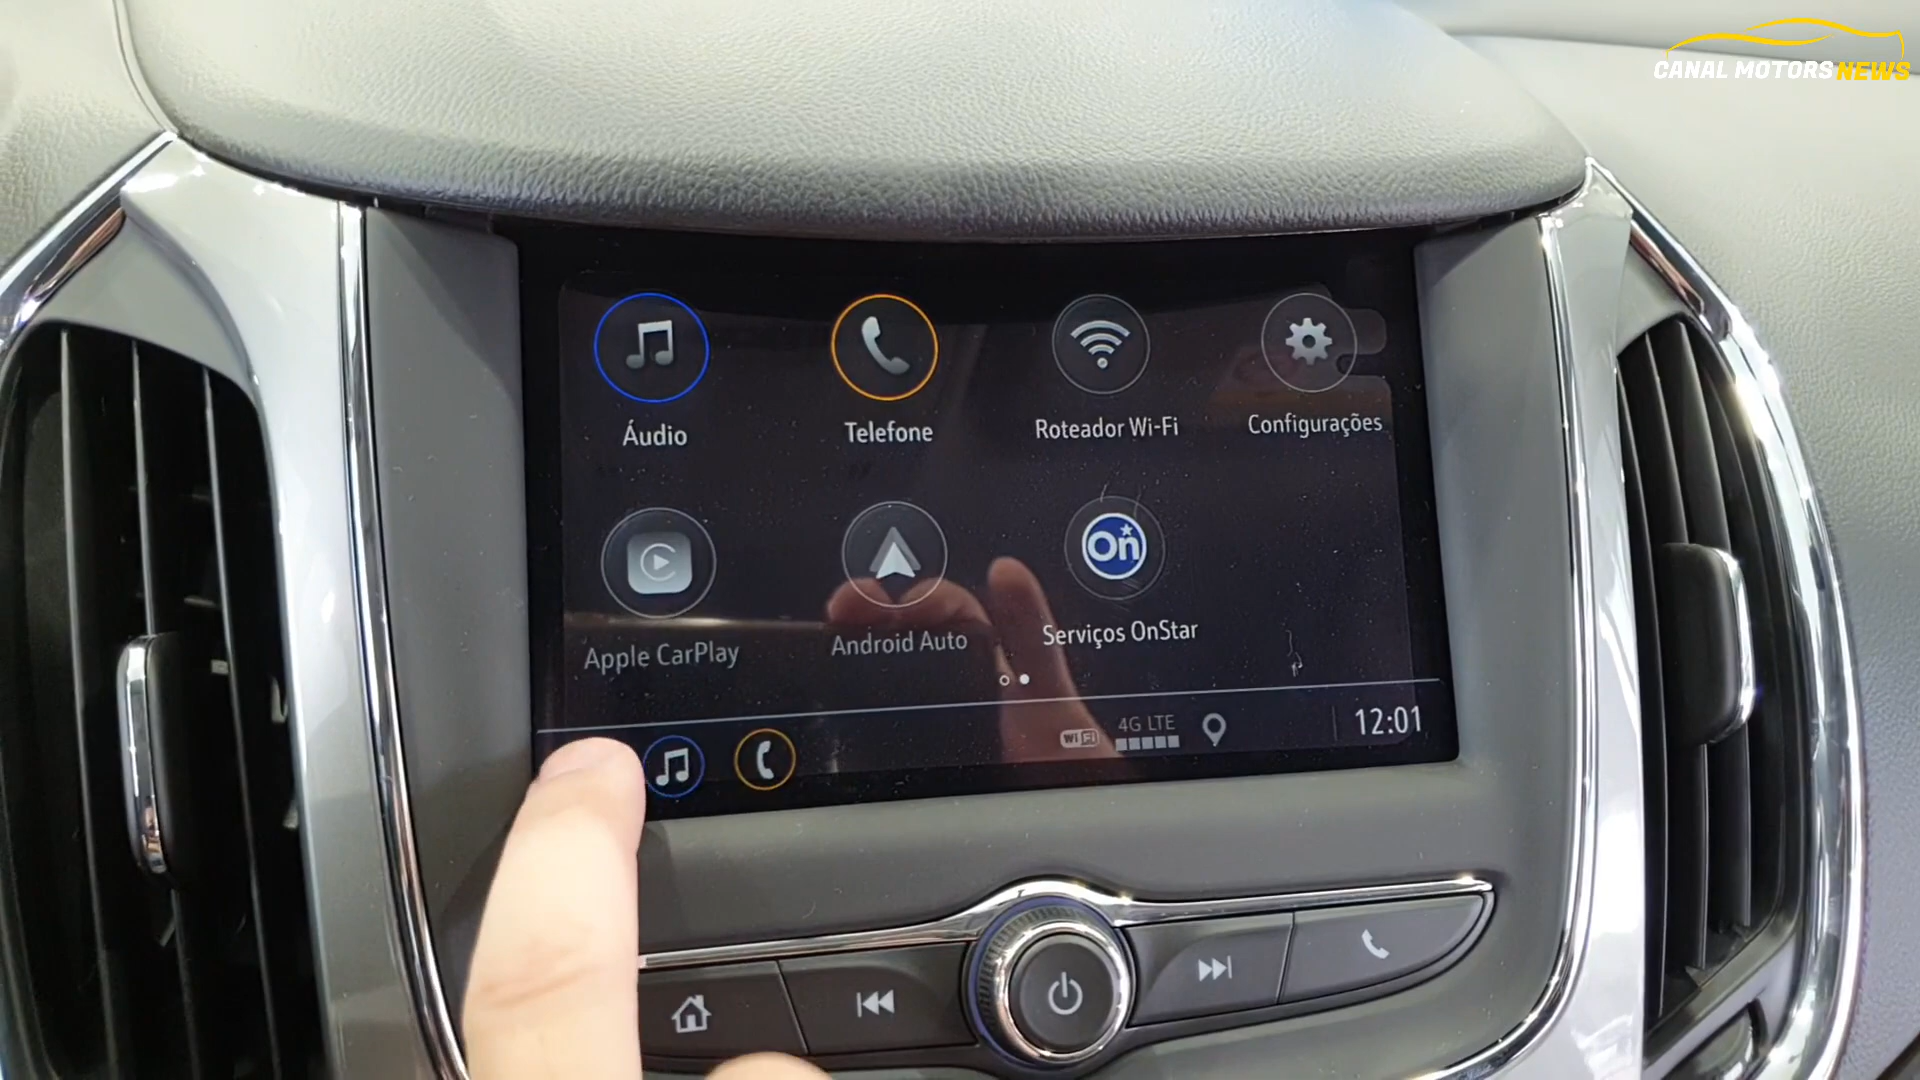 CANAL MOTORS NEWS
Áudio
Telefone
Roteador Wi-Fi
Configurações
Apple CarPlay
Android Auto
On
Serviços OnStar
WiFi
4G LTE
12:01